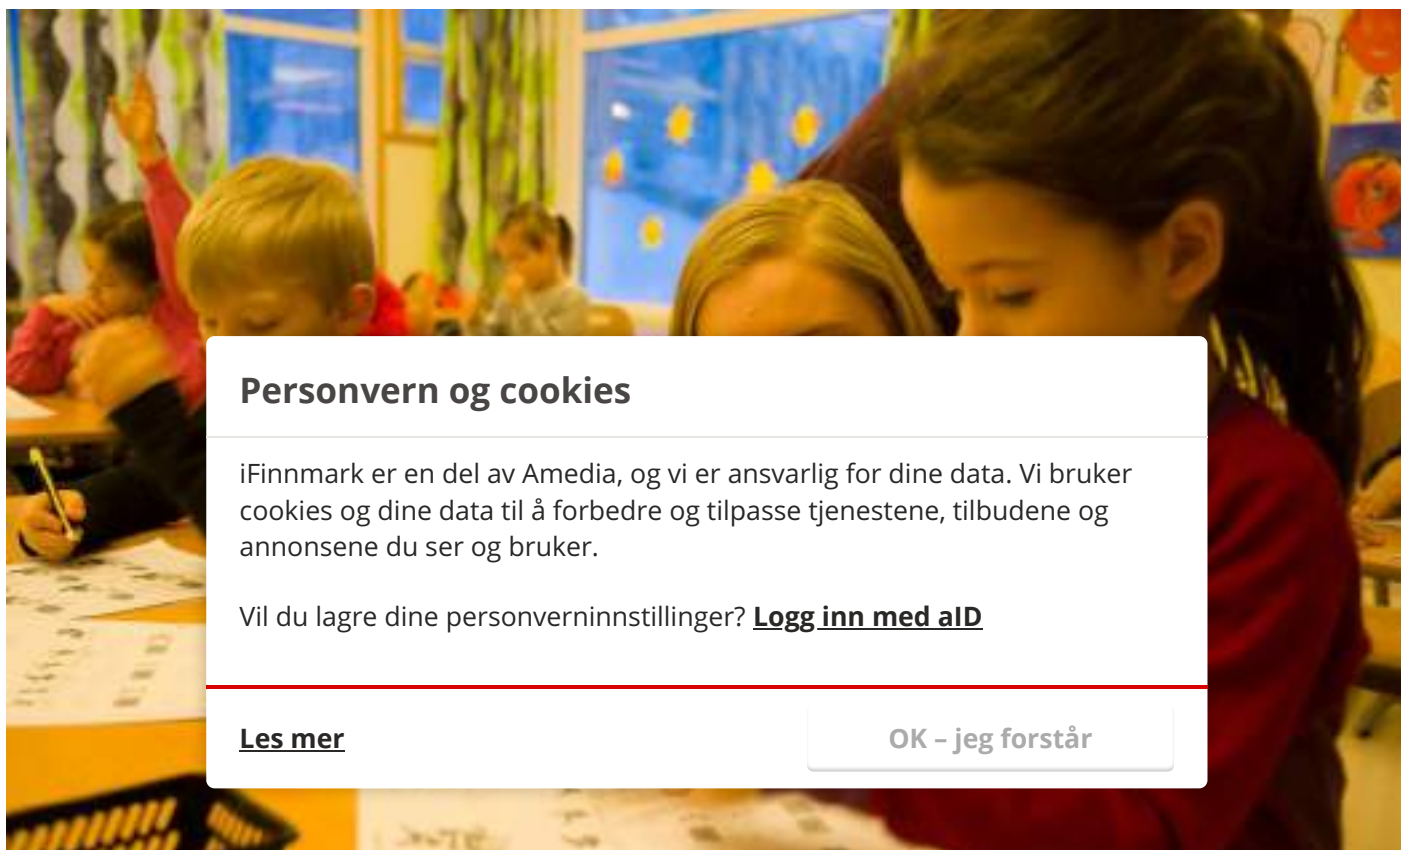 Personvern og cookies
iFinnmark er en del av Amedia, og vi er ansvarlig for dine data. Vi bruker
cookies og dine data til å forbedre og tilpasse tjenestene, tilbudene og
annonsene du ser og bruker.
Vil du lagre dine personverninnstillinger? Logg inn med aID
Les mer
OK – jeg forstår